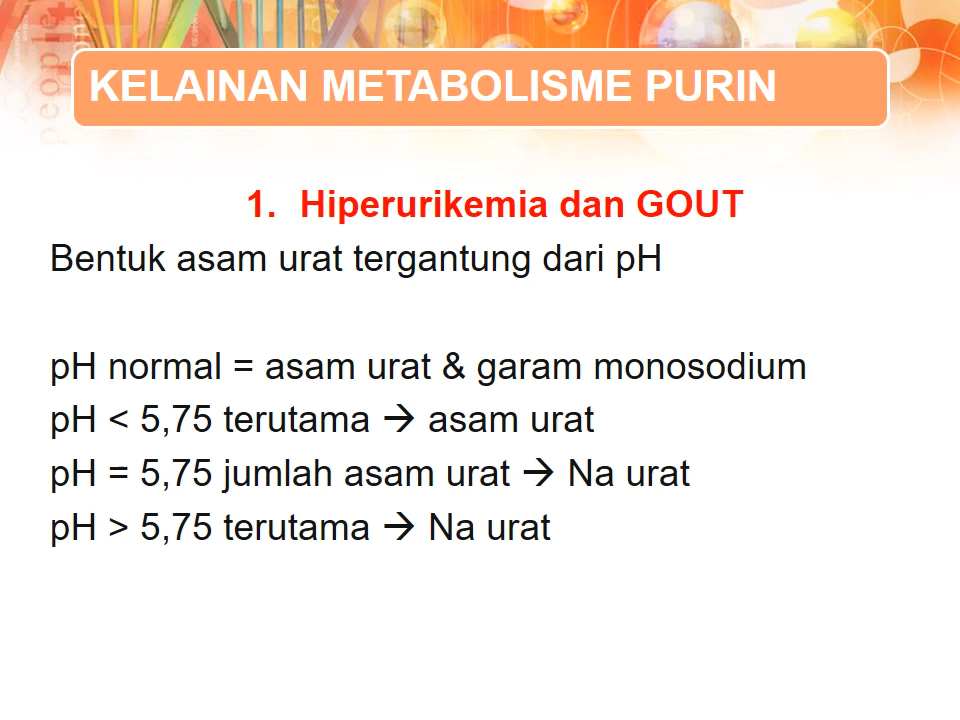 people
KELAINAN METABOLISME PURIN
1. Hiperurikemia dan GOUT
Bentuk asam urat tergantung dari pH
pH normal = asam urat & garam monosodium
pH < 5,75 terutama → asam urat
pH = 5,75 jumlah asam urat → Na urat
pH > 5,75 terutama → Na urat